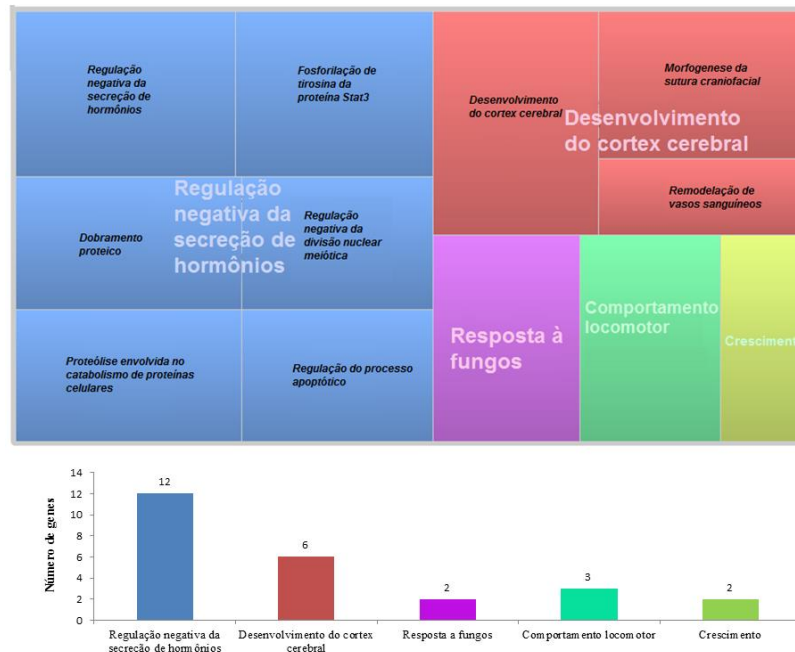 Regulação
negativa da
secreção de
hormônios
Fosforilação de
tirosina da
proteína Stat3
Desenvolvimento
do cortex cerebral
Morfogenese da
sutura craniofacial
Desenvolvimento
do cortex cerebral
Remodelação de
vasos sanguíneos
Regulação
negativa da
secreção de
hormônios
Dobramento
proteico
Regulação
negativa da
divisão nuclear
meiótica
Resposta à
fungos
Comportamento
locomotor
Crescimento
Proteólise envolvida no
catabolismo de proteínas
celulares
Regulação do processo
apoptótico
Número de genes
14
12
10
8
6
4
2
0
12
6
2
3
2
Regulação negativa da
secreção de hormônios
Desenvolvimento do cortex
cerebral
Resposta a fungos
Comportamento locomotor
Crescimento